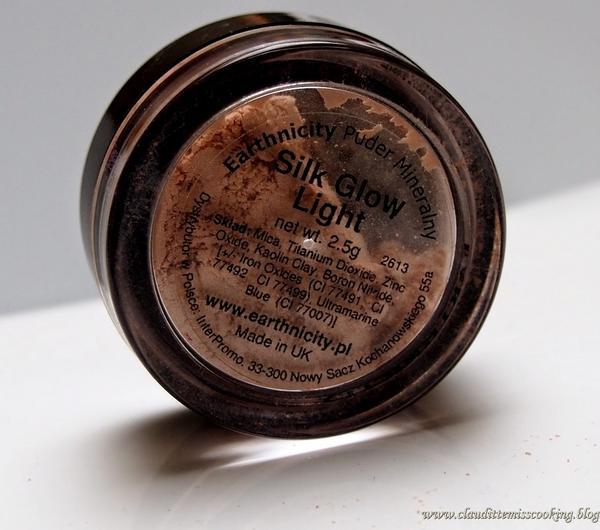 Earthnicity Puder Mineralny
Silk Glow
Light
net wt. 2.5g
2613
Skład: Mica, Titanium Dioxide, Zinc
Oxide, Kaolin Clay, Boron Nitride,
[+/- Iron Oxides (CI 77491, CI
77492, CI 77499), Ultramarine
Blue (CI 77007)]
www.earthnicity.pl
Made in UK
Dystrybutor w Polsce: InterPromo, 33-300 Nowy Sacz Kochanowskiego 55a
www.claudittemisscooking.blog